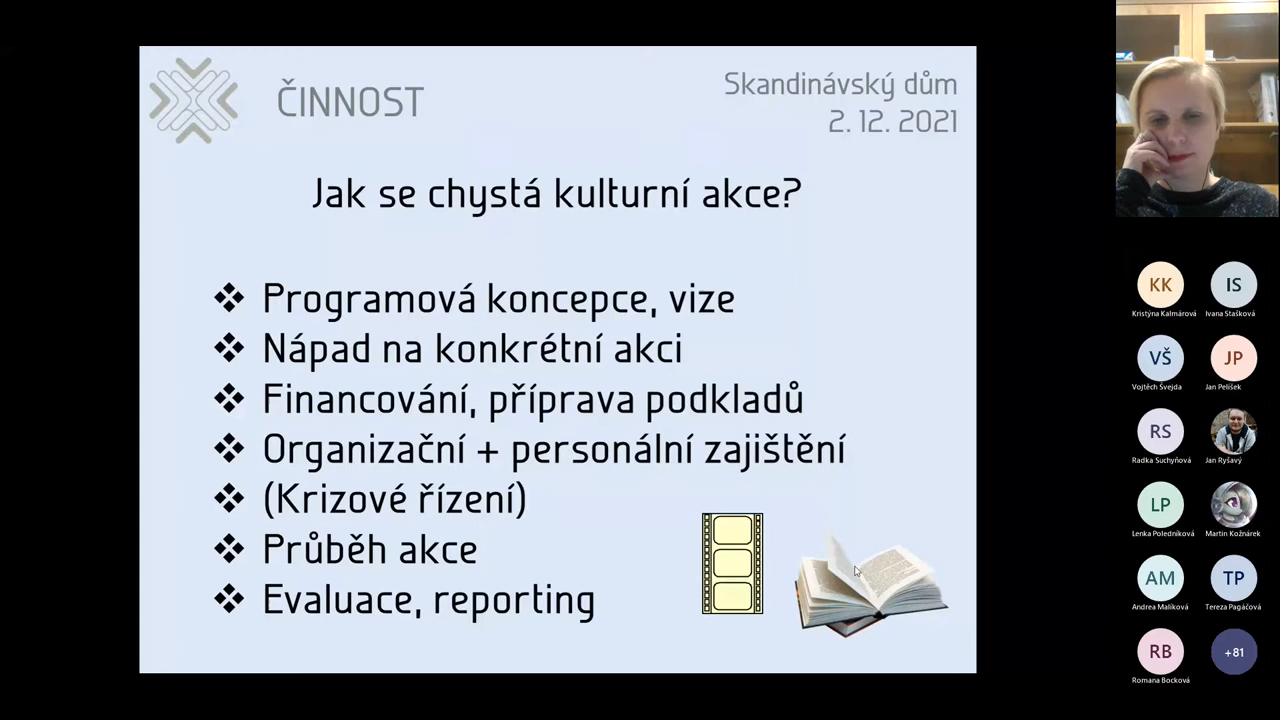 ČINNOST
Skandinávský dům
2. 12. 2021
Jak se chystá kulturní akce?
Programová koncepce, vize
Nápad na konkrétní akci
Financování, příprava podkladů
Organizační + personální zajištění
(Krizové řízení)
Průběh akce
Evaluace, reporting
KK
Kristýna Kalmárová
IS
Ivana Stašková
VŠ
Vojtěch Švejda
JP
Jan Pelíšek
RS
Radka Suchyňová
Jan Ryšavý
LP
Lenka Poledníková
Martin Kožnárek
AM
Andrea Malíková
TP
Tereza Pagáčová
RB
Romana Bocková
+81